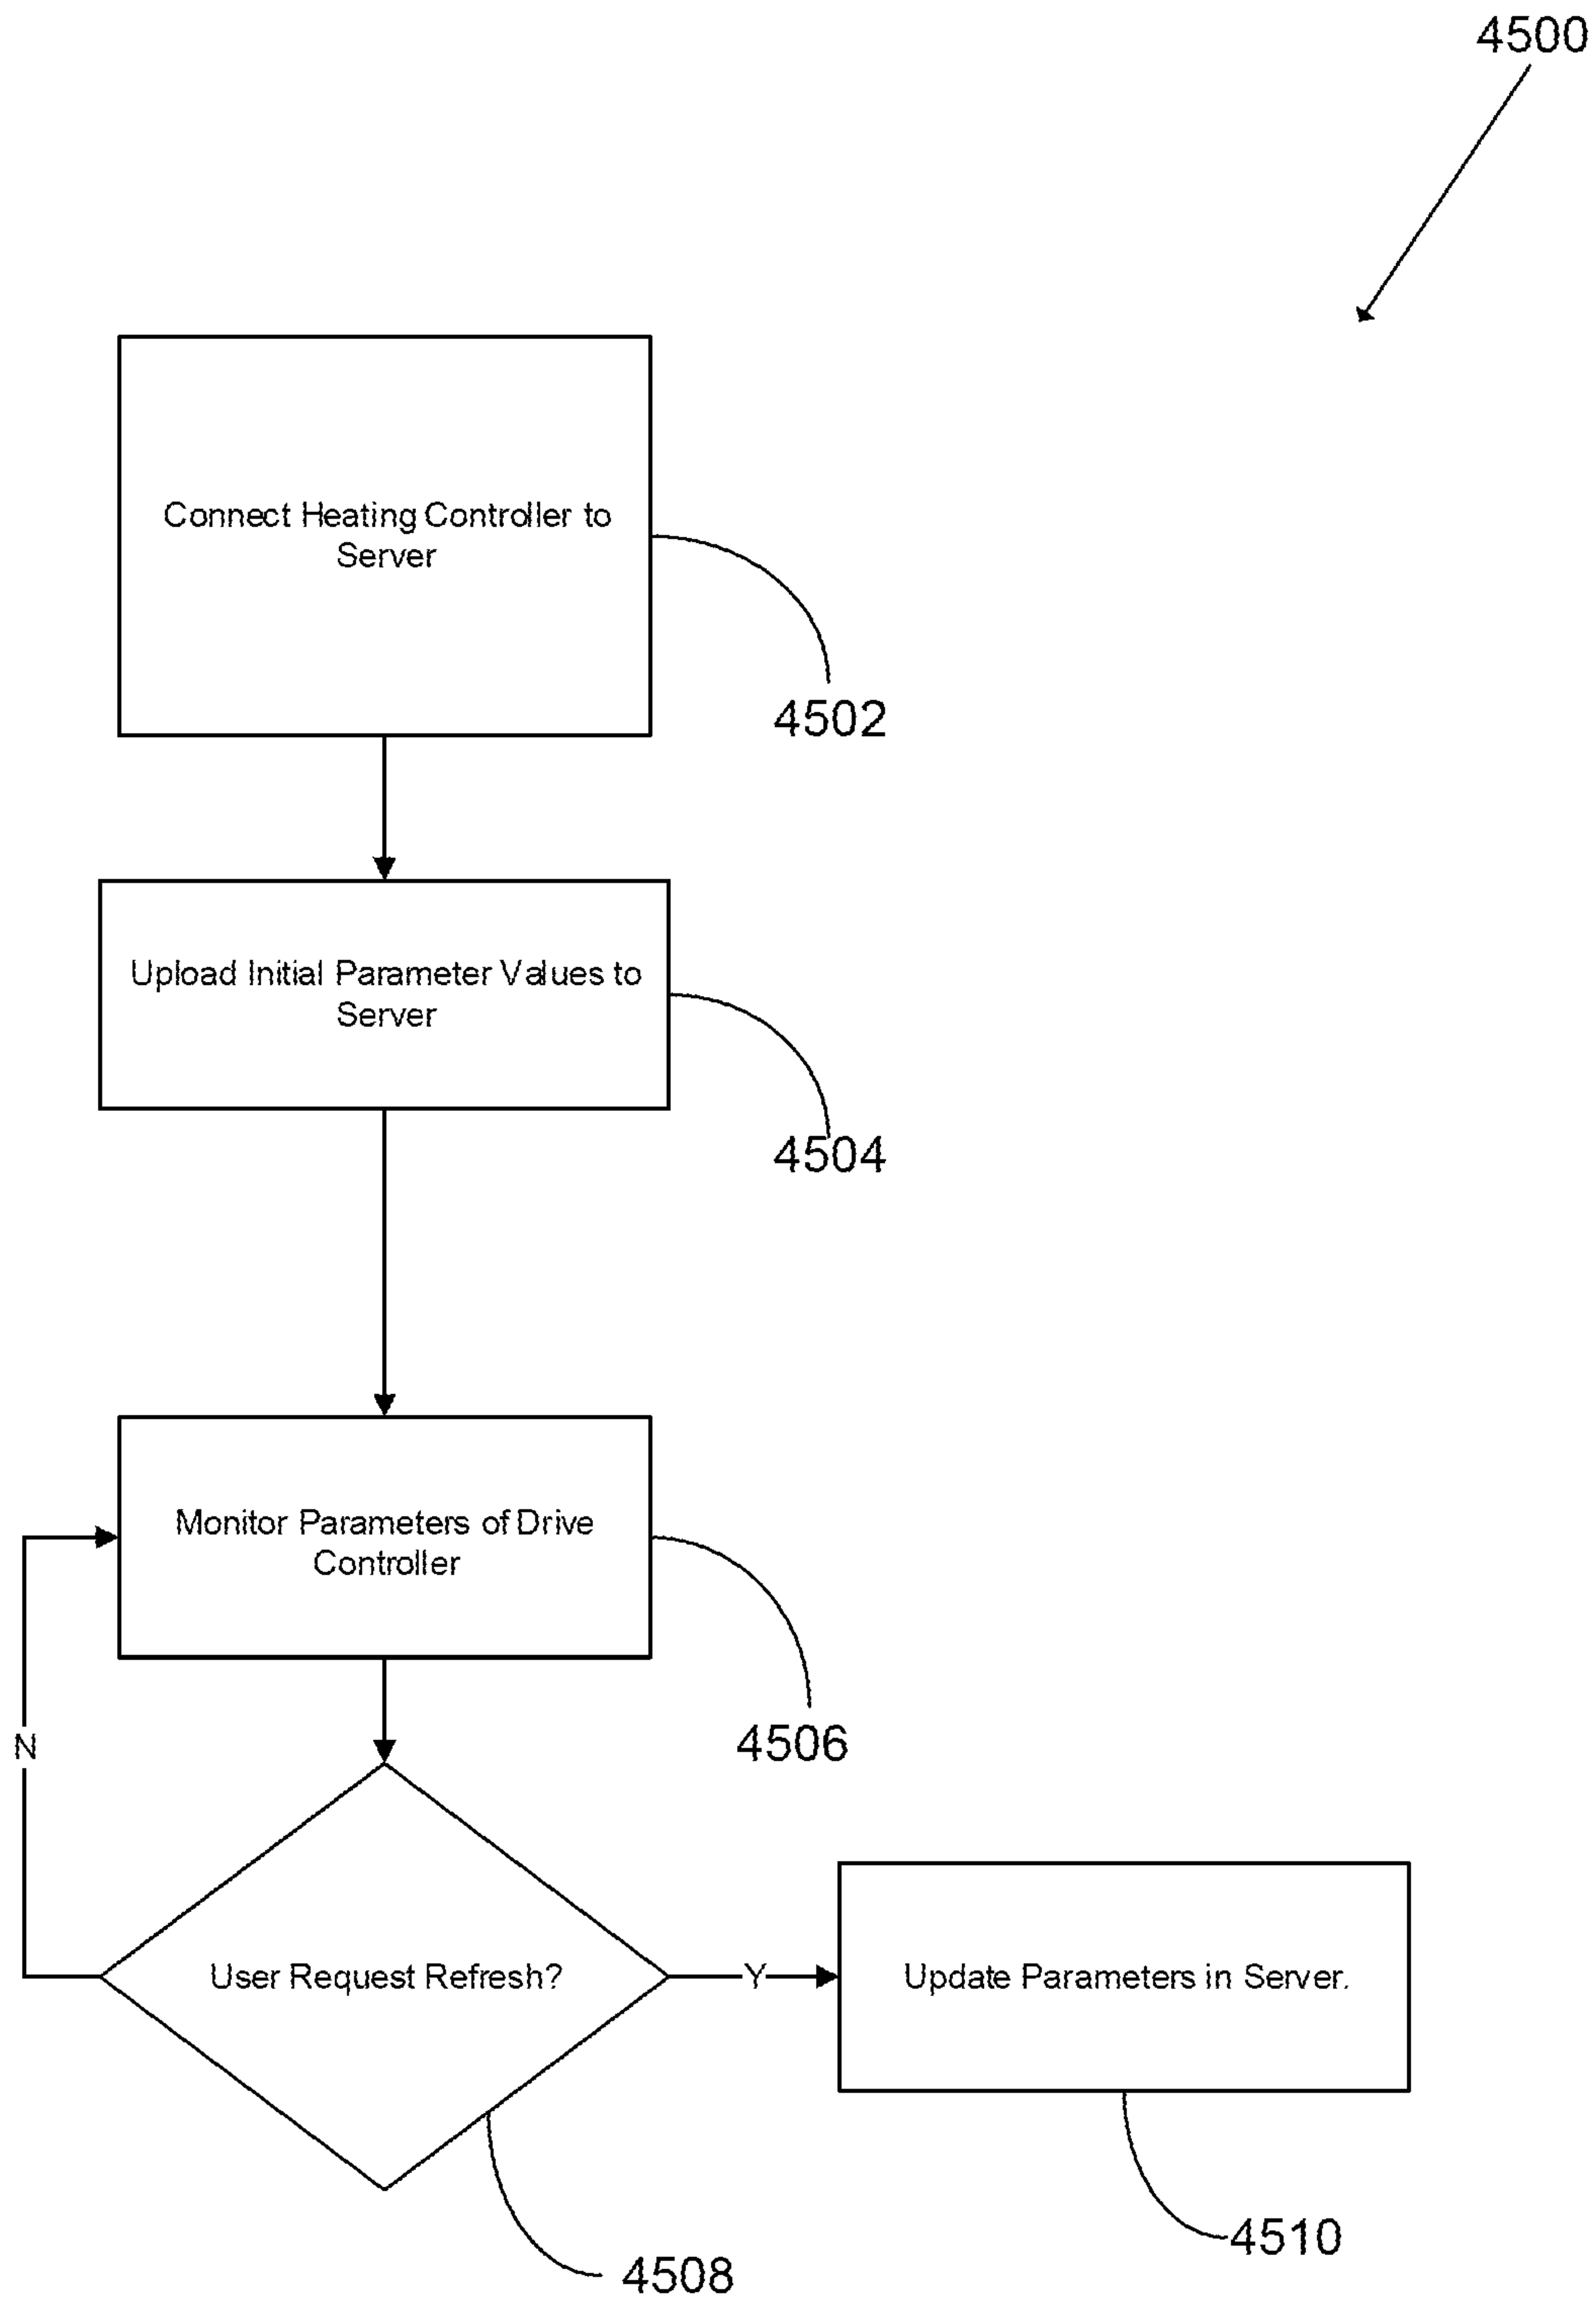 4500
Connect Heating Controller to
Server
4502
Upload Initial Parameter Values to
Server
4504
Monitor Parameters of Drive
Controller
4506
N
User Request Refresh?
Y
Update Parameters in Server.
4510
4508